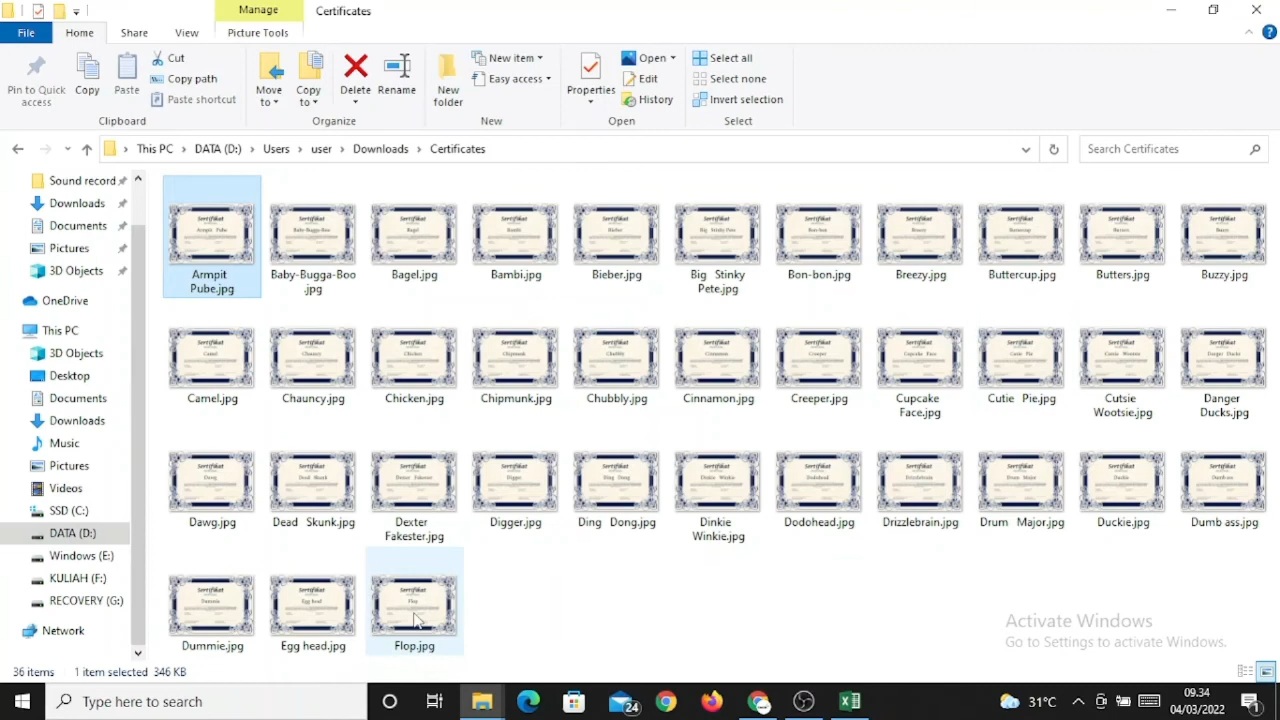 Manage
Certificates
File
Home
Share
View
Picture Tools
Pin to Quick access
Copy
Paste
Cut
Copy path
Paste shortcut
Clipboard
Move to
Copy to
Delete
Rename
Organize
New folder
New item
Easy access
New
Properties
Open
Edit
History
Open
Select all
Select none
Invert selection
Select
This PC
DATA (D:)
Users
user
Downloads
Certificates
Search Certificates
Sound record
Downloads
Documents
Pictures
3D Objects
OneDrive
This PC
3D Objects
Desktop
Documents
Downloads
Music
Pictures
Videos
SSD (C:)
DATA (D:)
Windows (E:)
KULIAH (F:)
RECOVERY (G:)
Network
Armpit Pube.jpg
Baby-Bugga-Boo.jpg
Bagel.jpg
Bambi.jpg
Bieber.jpg
Big Stinky Pete.jpg
Bon-bon.jpg
Breezy.jpg
Buttercup.jpg
Butters.jpg
Buzzy.jpg
Camel.jpg
Chauncy.jpg
Chicken.jpg
Chipmunk.jpg
Chubbly.jpg
Cinnamon.jpg
Creeper.jpg
Cupcake Face.jpg
Cutie Pie.jpg
Cutsie Wootsie.jpg
Danger Ducks.jpg
Dawg.jpg
Dead Skunk.jpg
Dexter Fakester.jpg
Digger.jpg
Ding Dong.jpg
Dinkie Winkie.jpg
Dodohead.jpg
Drizzlebrain.jpg
Drum Major.jpg
Duckie.jpg
Dumb ass.jpg
Dummie.jpg
Egg head.jpg
Flop.jpg
Activate Windows
Go to Settings to activate Windows.
36 items
1 item selected 346 KB
Type here to search
24
31°C
09.34
04/03/2022
1